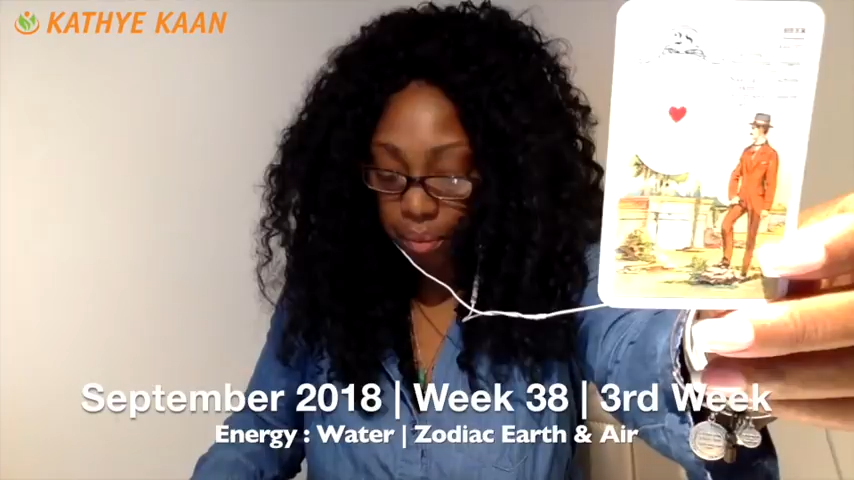 KATHYE KAAN
28
September 2018 | Week 38 | 3rd Week
Energy : Water | Zodiac Earth & Air